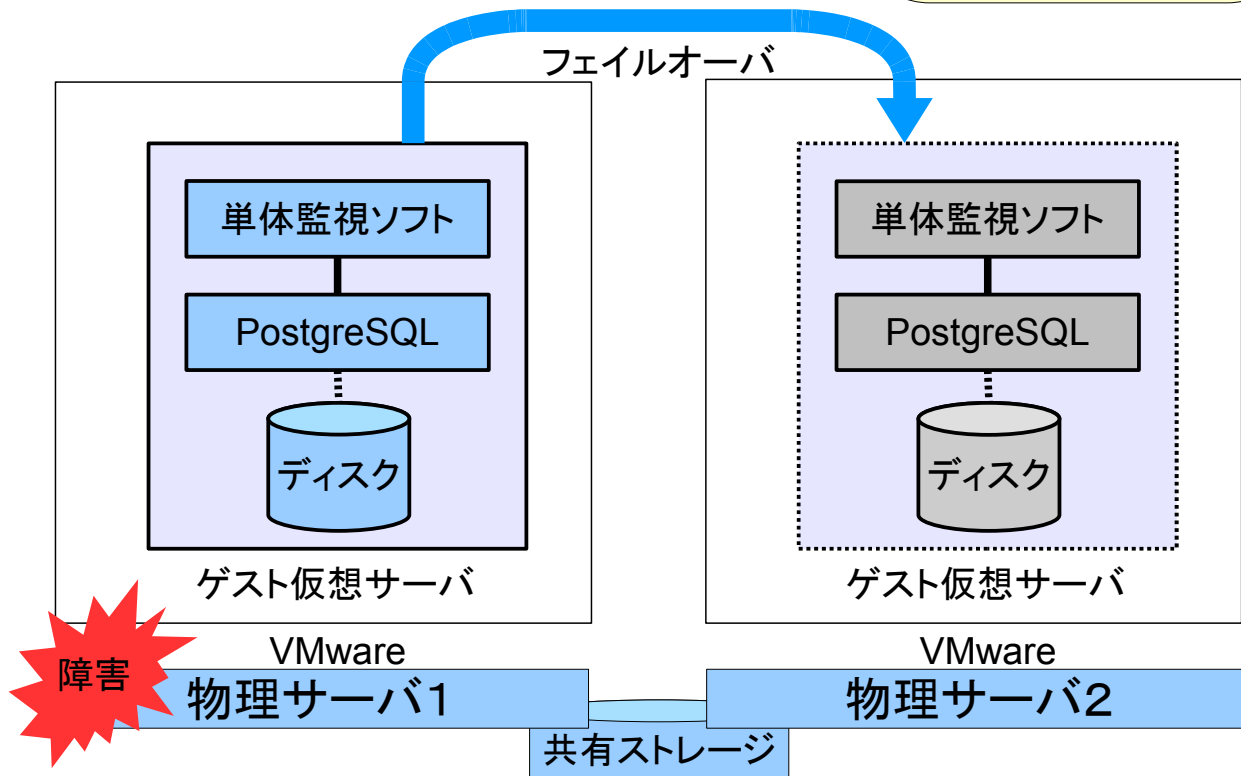 フェイルオーバ
単体監視ソフト
PostgreSQL
ディスク
ゲスト仮想サーバ
単体監視ソフト
PostgreSQL
ディスク
ゲスト仮想サーバ
障害
VMware
物理サーバ1
VMware
物理サーバ2
共有ストレージ